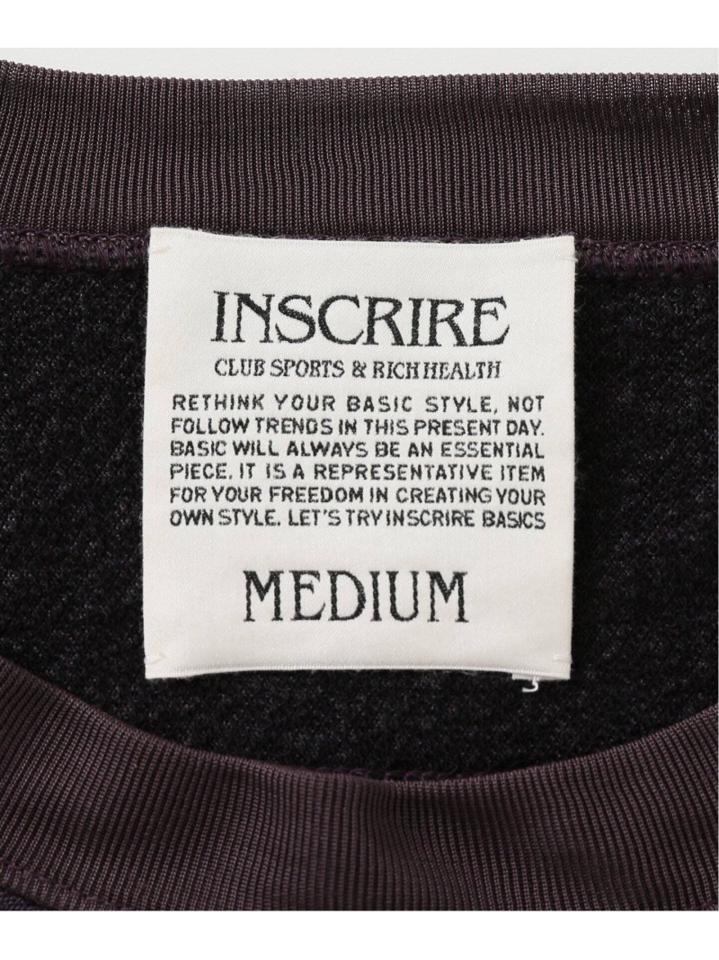 INSCRIRE
CLUB SPORTS & RICH HEALTH
RETHINK YOUR BASIC STYLE, NOT
FOLLOW TRENDS IN THIS PRESENT DAY.
BASIC WILL ALWAYS BE AN ESSENTIAL
PIECE. IT IS A REPRESENTATIVE ITEM
FOR YOUR FREEDOM IN CREATING YOUR
OWN STYLE. LET'S TRY INSCRIRE BASICS
MEDIUM